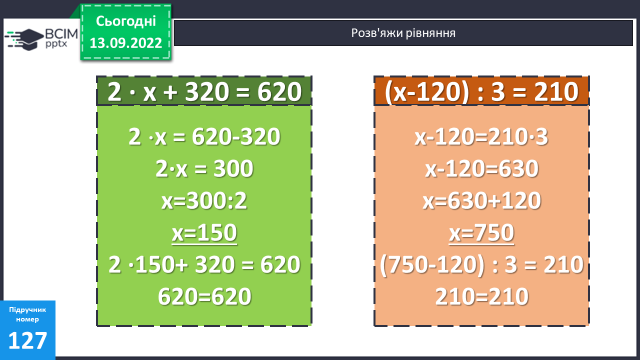 Сьогодні
13.09.2022
BCIM
pptx
Розв'яжи рівняння
2 · х + 320 = 620
2 ·х = 620-320
2·х = 300
х=300:2
х=150
2 ·150+ 320 = 620
620=620
(х-120) : 3 = 210
х-120=210·3
х-120=630
х=630+120
х=750
(750-120) : 3 = 210
210=210
Підручник
номер
127